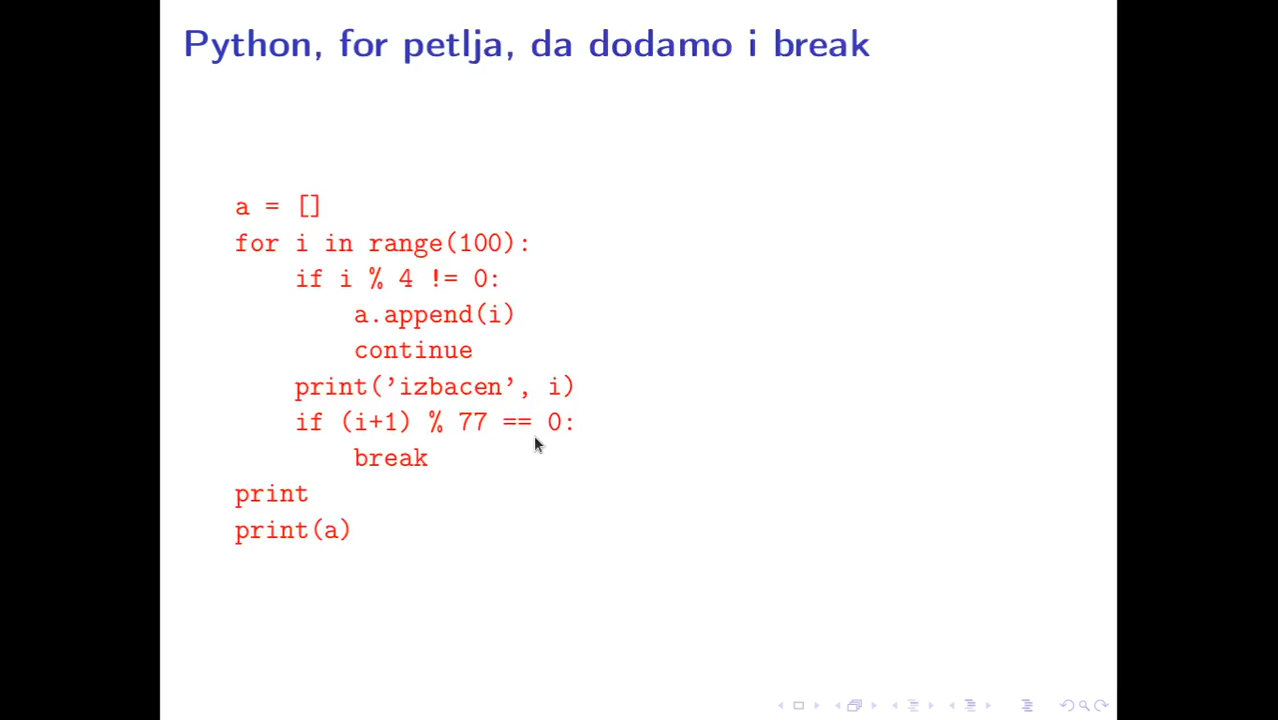 Python, for petlja, da dodamo i break
a = []
for i in range(100):
    if i % 4 != 0:
        a.append(i)
        continue
    print('izbacen', i)
    if (i+1) % 77 == 0:
        break
print
print(a)